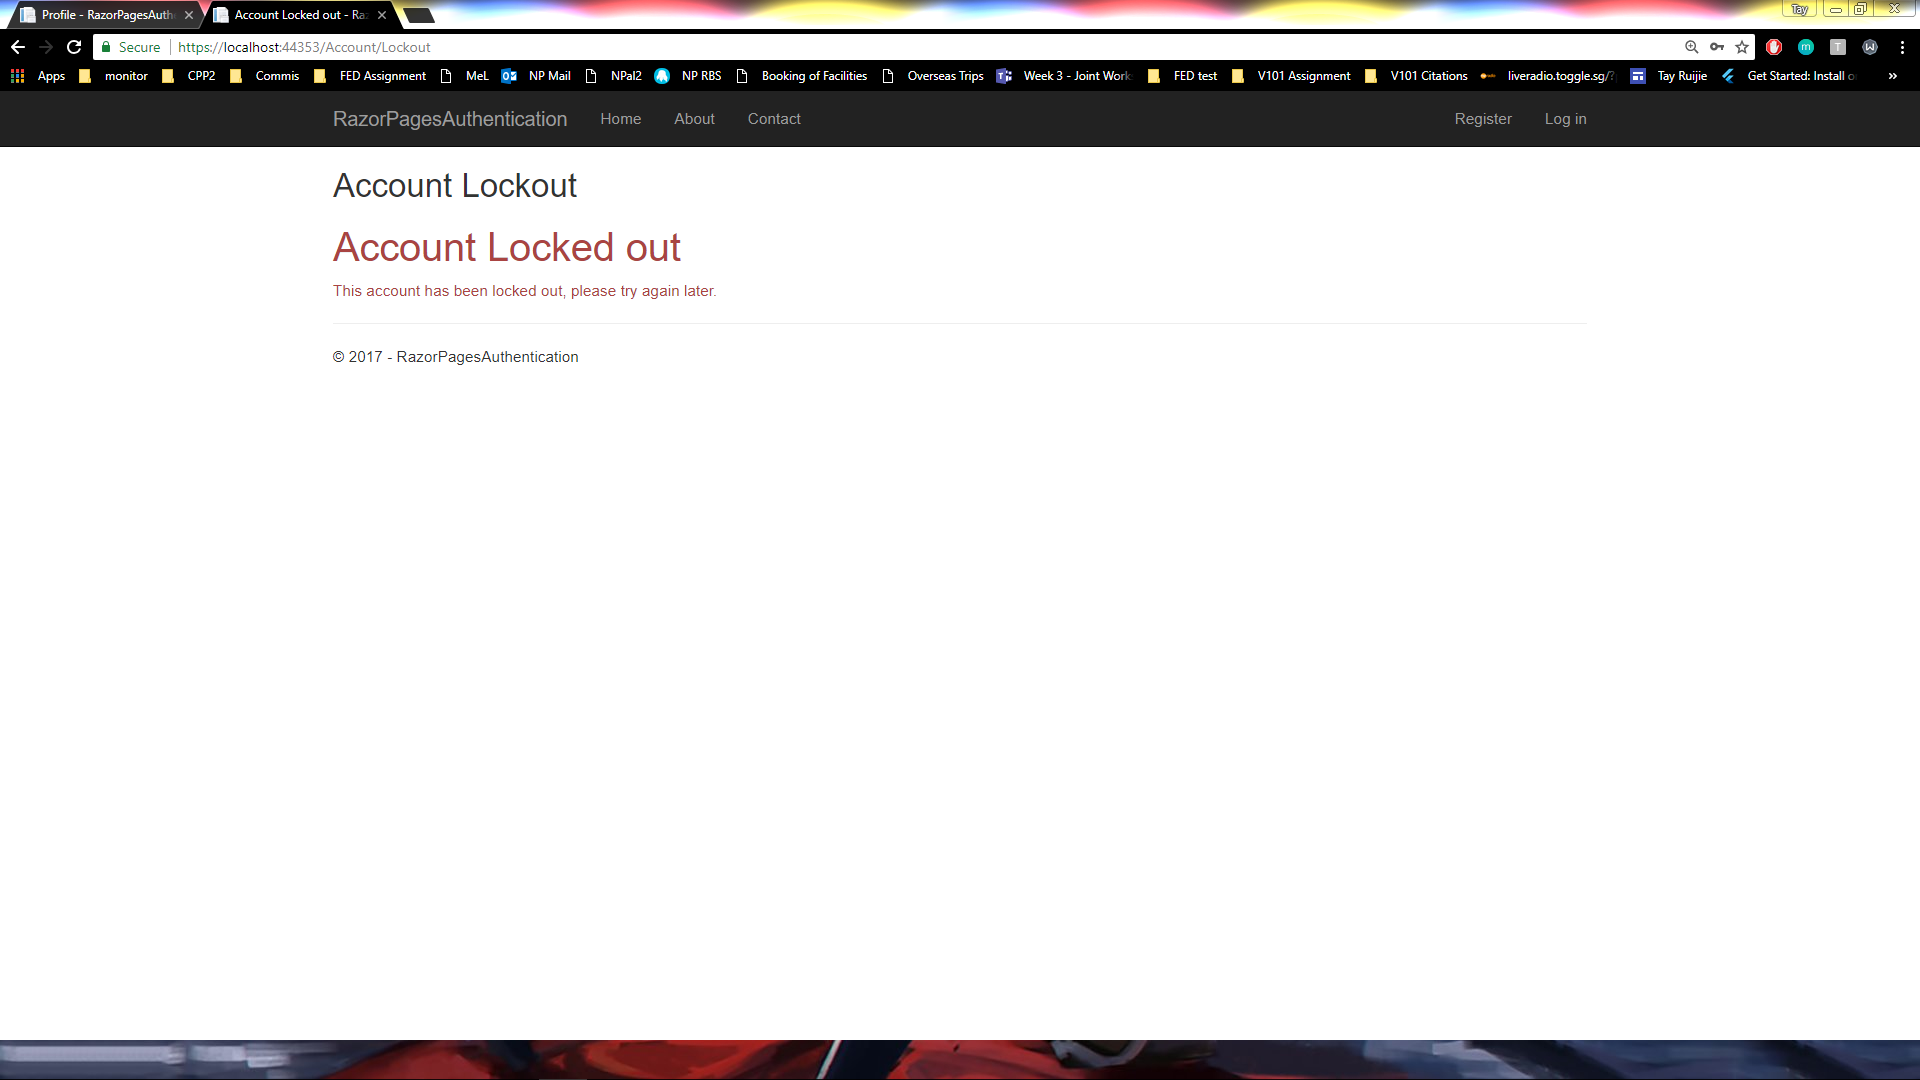 Profile - RazorPagesAuth
Account Locked out - Ra
Tay
Secure
https://localhost:44353/Account/Lockout
Apps monitor CPP2 Commis FED Assignment MeL NP Mail NPal2 NP RBS Booking of Facilities Overseas Trips Week 3 - Joint Work FED test V101 Assignment V101 Citations liveradio.toggle.sg/? Tay Ruijie Get Started: Install o »
RazorPagesAuthentication Home About Contact Register Log in
Account Lockout
Account Locked out
This account has been locked out, please try again later.
© 2017 - RazorPagesAuthentication